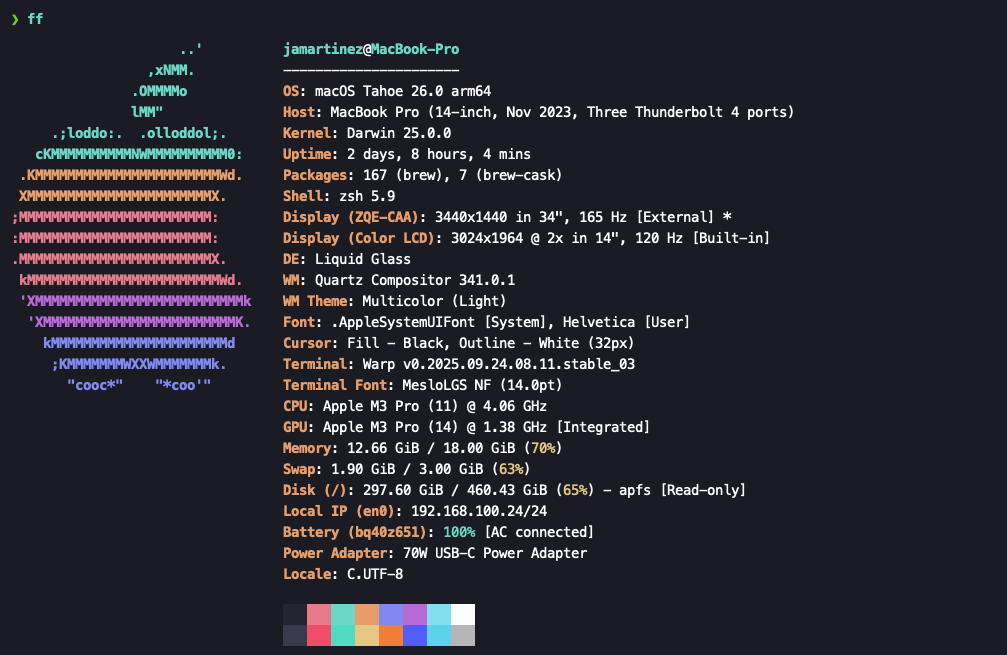 ❯ ff
..'
,xNMM.
.OMMMMo
lMM"
.;loddo:.  .olloddol;.
cKMMMMMMMMMMNWMMMMMMMMMM0:
.KMMMMMMMMMMMMMMMMMMMMMMMWd.
XMMMMMMMMMMMMMMMMMMMMMMMX.
;MMMMMMMMMMMMMMMMMMMMMMMM:
:MMMMMMMMMMMMMMMMMMMMMMMM:
.MMMMMMMMMMMMMMMMMMMMMMMMX.
kMMMMMMMMMMMMMMMMMMMMMMMMWd.
'XMMMMMMMMMMMMMMMMMMMMMMMMMMk
'XMMMMMMMMMMMMMMMMMMMMMMMMK.
kMMMMMMMMMMMMMMMMMMMMMMd
;KMMMMMMMWXXWMMMMMMMk.
"cooc*"    "*coo'"
jamartinez@MacBook-Pro
----------------------
OS: macOS Tahoe 26.0 arm64
Host: MacBook Pro (14-inch, Nov 2023, Three Thunderbolt 4 ports)
Kernel: Darwin 25.0.0
Uptime: 2 days, 8 hours, 4 mins
Packages: 167 (brew), 7 (brew-cask)
Shell: zsh 5.9
Display (ZQE-CAA): 3440x1440 in 34", 165 Hz [External] *
Display (Color LCD): 3024x1964 @ 2x in 14", 120 Hz [Built-in]
DE: Liquid Glass
WM: Quartz Compositor 341.0.1
WM Theme: Multicolor (Light)
Font: .AppleSystemUIFont [System], Helvetica [User]
Cursor: Fill - Black, Outline - White (32px)
Terminal: Warp v0.2025.09.24.08.11.stable_03
Terminal Font: MesloLGS NF (14.0pt)
CPU: Apple M3 Pro (11) @ 4.06 GHz
GPU: Apple M3 Pro (14) @ 1.38 GHz [Integrated]
Memory: 12.66 GiB / 18.00 GiB (70%)
Swap: 1.90 GiB / 3.00 GiB (63%)
Disk (/): 297.60 GiB / 460.43 GiB (65%) - apfs [Read-only]
Local IP (en0): 192.168.100.24/24
Battery (bq40z651): 100% [AC connected]
Power Adapter: 70W USB-C Power Adapter
Locale: C.UTF-8